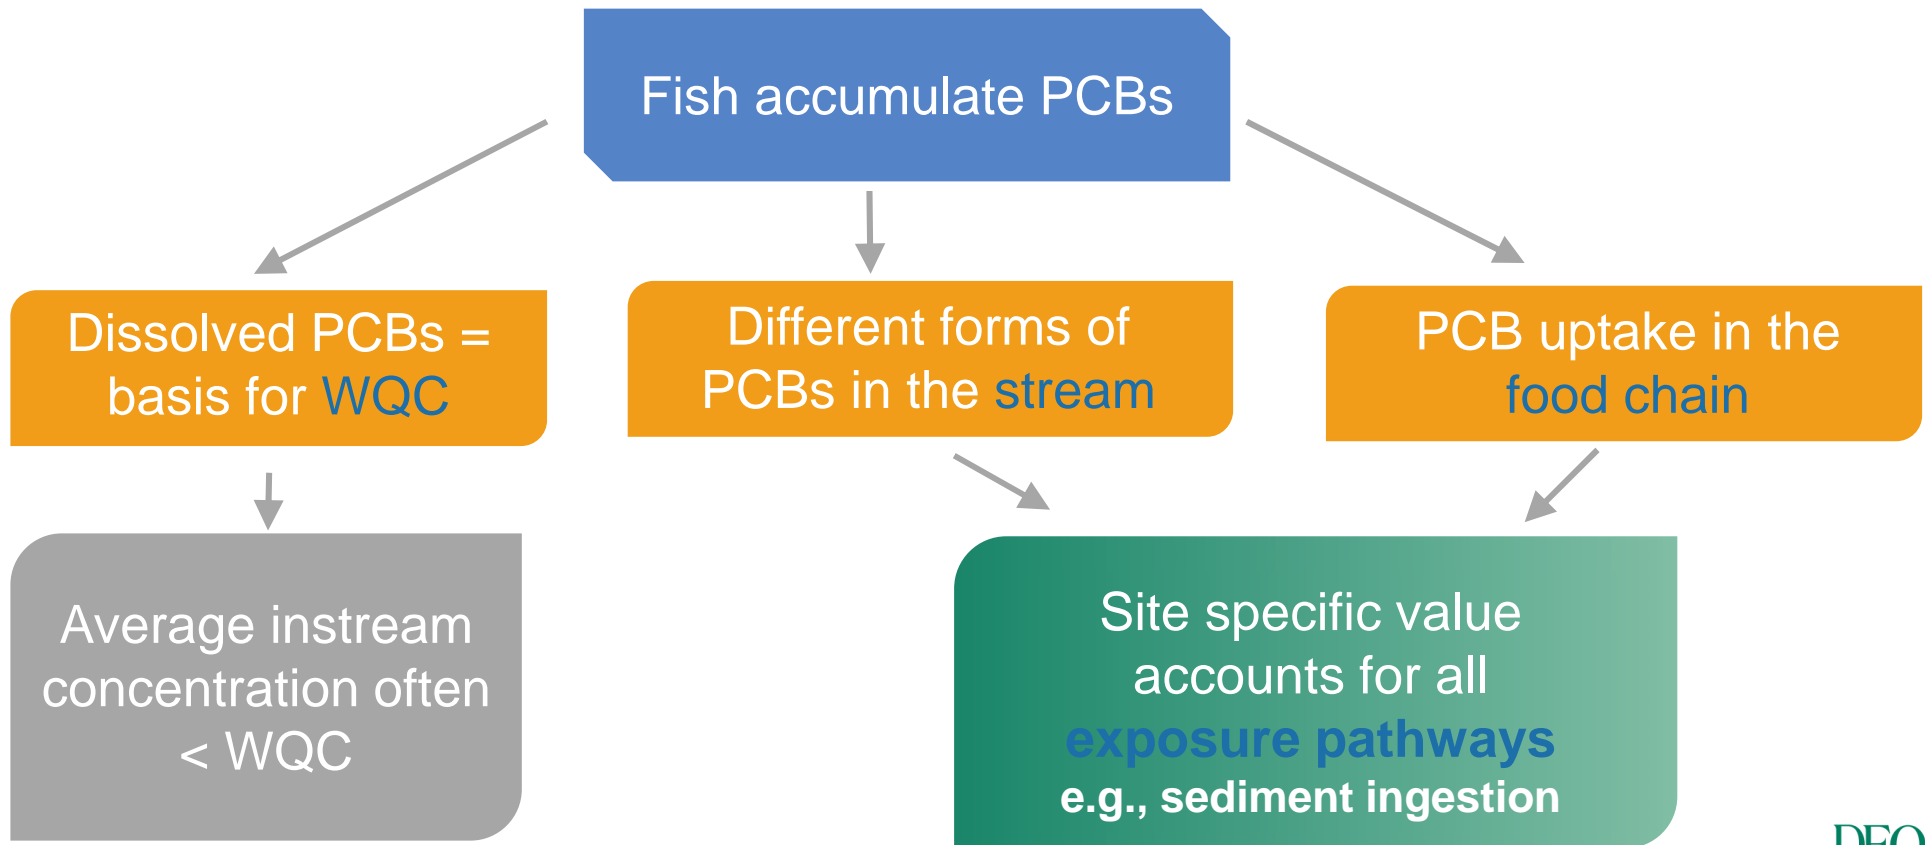 Fish accumulate PCBs
Dissolved PCBs =
basis for WQC
Different forms of
PCBs in the stream
PCB uptake in the
food chain
Average instream
concentration often
< WQC
Site specific value
accounts for all
exposure pathways
e.g., sediment ingestion
DEQ